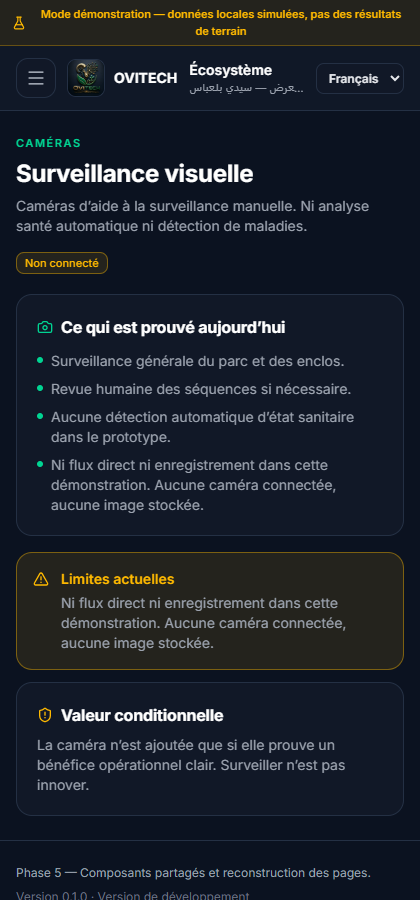 Mode démonstration — données locales simulées, pas des résultats
de terrain
OVITECH
Écosystème
...عرض — سيدي بلعباس
Français
CAMÉRAS
Surveillance visuelle
Caméras d’aide à la surveillance manuelle. Ni analyse
santé automatique ni détection de maladies.
Non connecté
Ce qui est prouvé aujourd’hui
Surveillance générale du parc et des enclos.
Revue humaine des séquences si nécessaire.
Aucune détection automatique d’état sanitaire
dans le prototype.
Ni flux direct ni enregistrement dans cette
démonstration. Aucune caméra connectée,
aucune image stockée.
Limites actuelles
Ni flux direct ni enregistrement dans cette
démonstration. Aucune caméra connectée,
aucune image stockée.
Valeur conditionnelle
La caméra n’est ajoutée que si elle prouve un
bénéfice opérationnel clair. Surveiller n’est pas
innover.
Phase 5 — Composants partagés et reconstruction des pages.
Version 0.1.0 · Version de développement